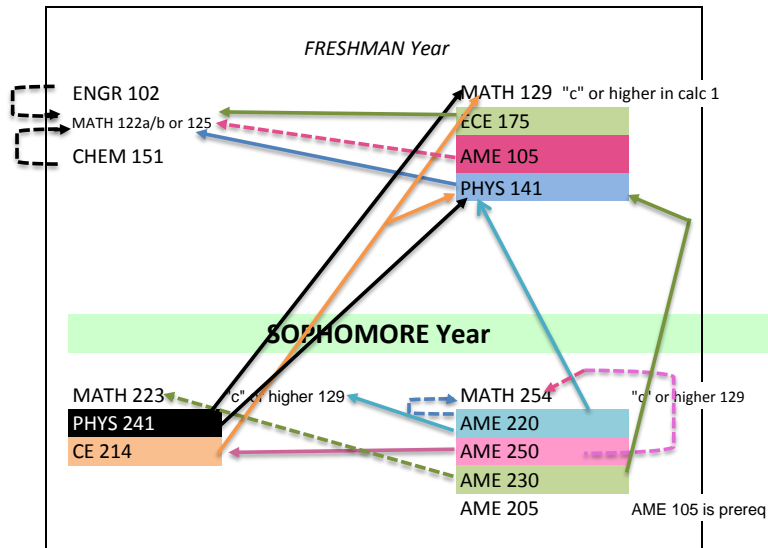 FRESHMAN Year
ENGR 102
MATH 122a/b or 125
CHEM 151
MATH 129 "c" or higher in calc 1
ECE 175
AME 105
PHYS 141
SOPHOMORE Year
MATH 223 "c" or higher 129
PHYS 241
CE 214
MATH 254 "c" or higher 129
AME 220
AME 250
AME 230
AME 205 AME 105 is prereq